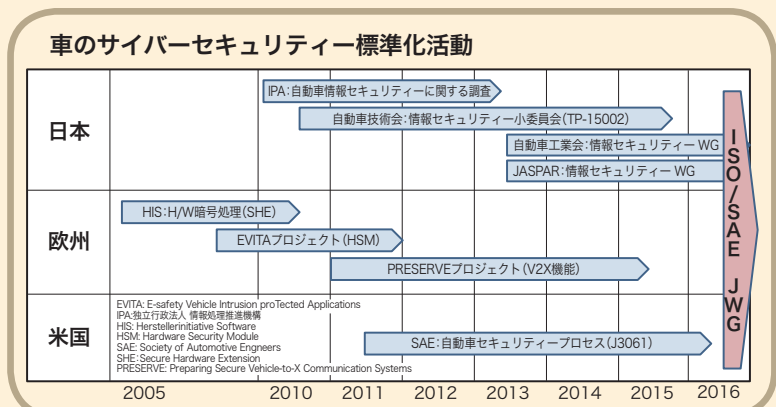 車のサイバーセキュリティー標準化活動
日本
IPA:自動車情報セキュリティーに関する調査
自動車技術会:情報セキュリティー小委員会(TP-15002)
自動車工業会:情報セキュリティー WG
JASPAR:情報セキュリティー WG
欧州
HIS:H/W暗号処理(SHE)
EVITAプロジェクト(HSM)
PRESERVEプロジェクト(V2X機能)
米国
EVITA: E-safety Vehicle Intrusion proTected Applications
IPA:独立行政法人 情報処理推進機構
HIS: Herstellerinitiative Software
HSM: Hardware Security Module
SAE: Society of Automotive Engneers
SHE:Secure Hardware Extension
PRESERVE: Preparing Secure Vehicle-to-X Communication Systems
SAE:自動車セキュリティープロセス(J3061)
ISO/SAE JWG
2005 2010 2011 2012 2013 2014 2015 2016